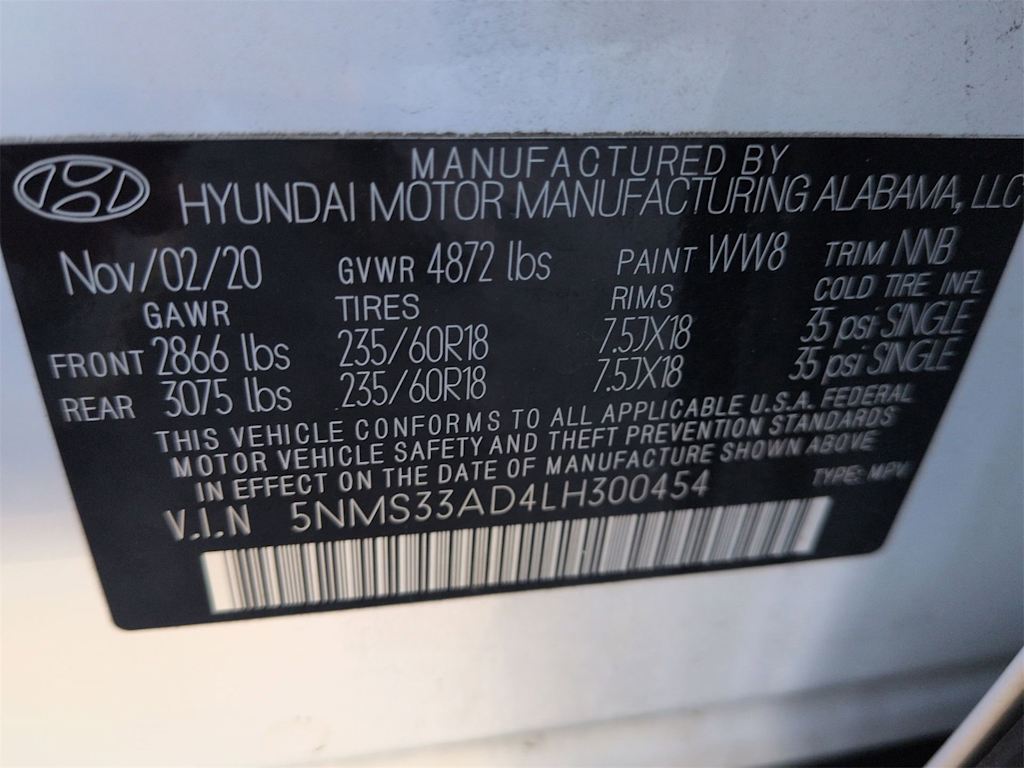 MANUFACTURED BY
HYUNDAI MOTOR MANUFACTURING ALABAMA, LLC
Nov/02/20 GVWR 4872 lbs PAINT WW8 TRIM NNB
GAWR TIRES RIMS COLD TIRE INFL
FRONT 2866 lbs 235/60R18 7.5JX18 35 psi SINGLE
REAR 3075 lbs 235/60R18 7.5JX18 35 psi SINGLE
THIS VEHICLE CONFORMS TO ALL APPLICABLE U.S.A. FEDERAL
MOTOR VEHICLE SAFETY AND THEFT PREVENTION STANDARDS
IN EFFECT ON THE DATE OF MANUFACTURE SHOWN ABOVE
V.I.N 5NMS33AD4LH300454 TYPE: MPV